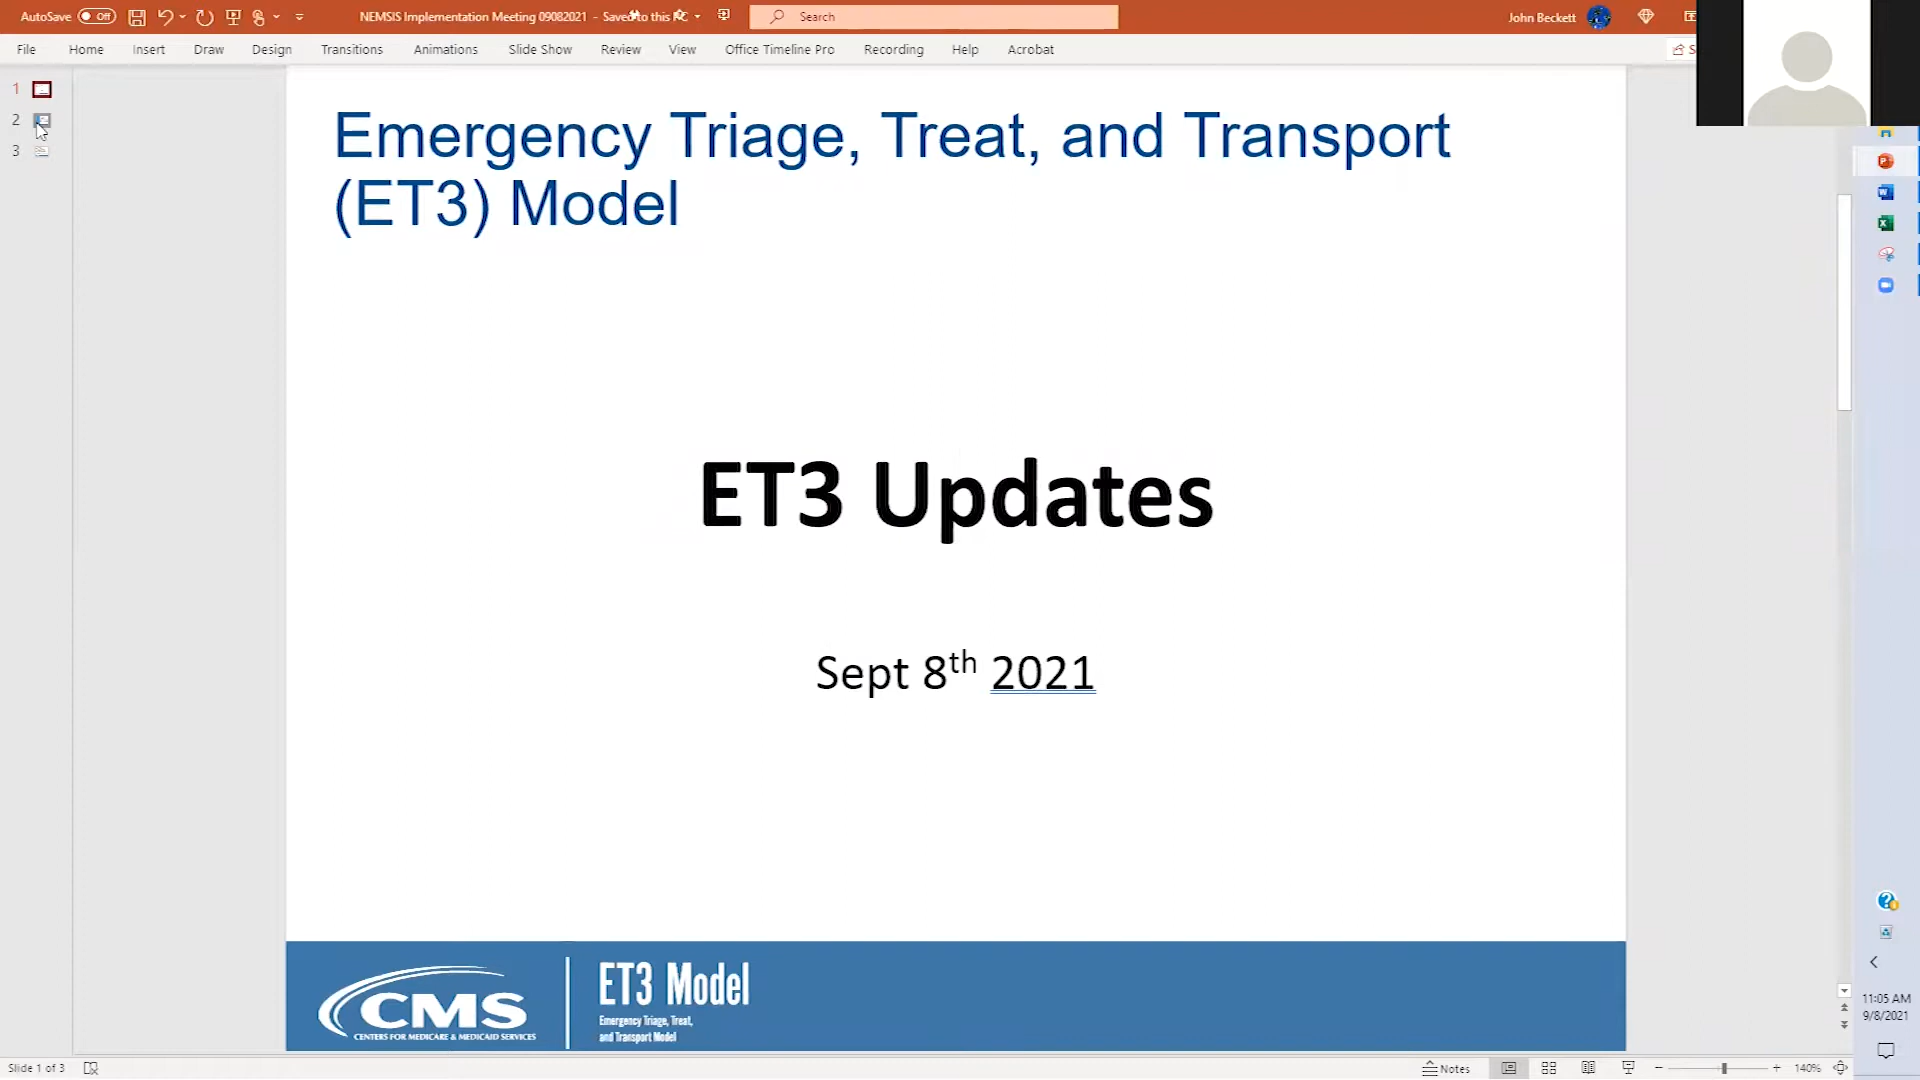 AutoSave Off
NEMSIS Implementation Meeting 09082021 - Saved to this PC
Search
John Beckett
File Home Insert Draw Design Transitions Animations Slide Show Review View Office Timeline Pro Recording Help Acrobat
1
2
3
Emergency Triage, Treat, and Transport
(ET3) Model
ET3 Updates
Sept 8th 2021
CMS
CENTERS FOR MEDICARE & MEDICAID SERVICES
ET3 Model
Emergency Triage, Treat,
and Transport Model
11:05 AM
9/8/2021
Slide 1 of 3
Notes
140%